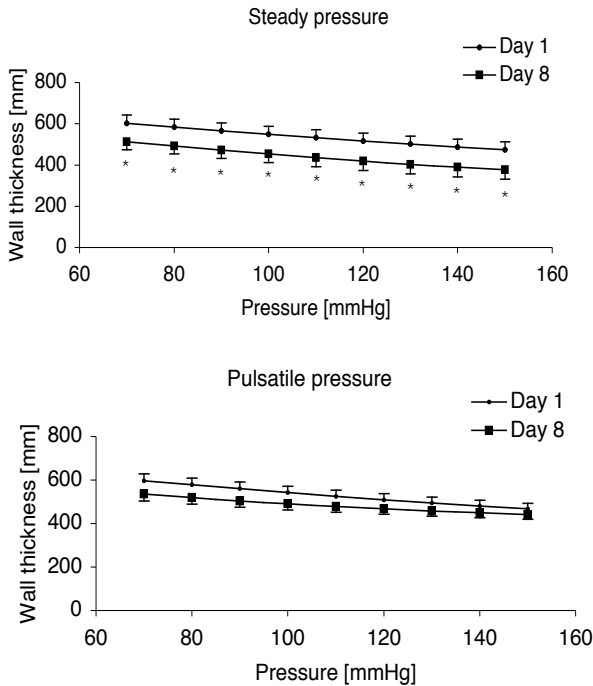 Steady pressure
Day 1
Day 8
Wall thickness [mm]
800
600
400
200
0
* * * * * * * * *
60 80 100 120 140 160
Pressure [mmHg]
Pulsatile pressure
Day 1
Day 8
Wall thickness [mm]
800
600
400
200
0
60 80 100 120 140 160
Pressure [mmHg]